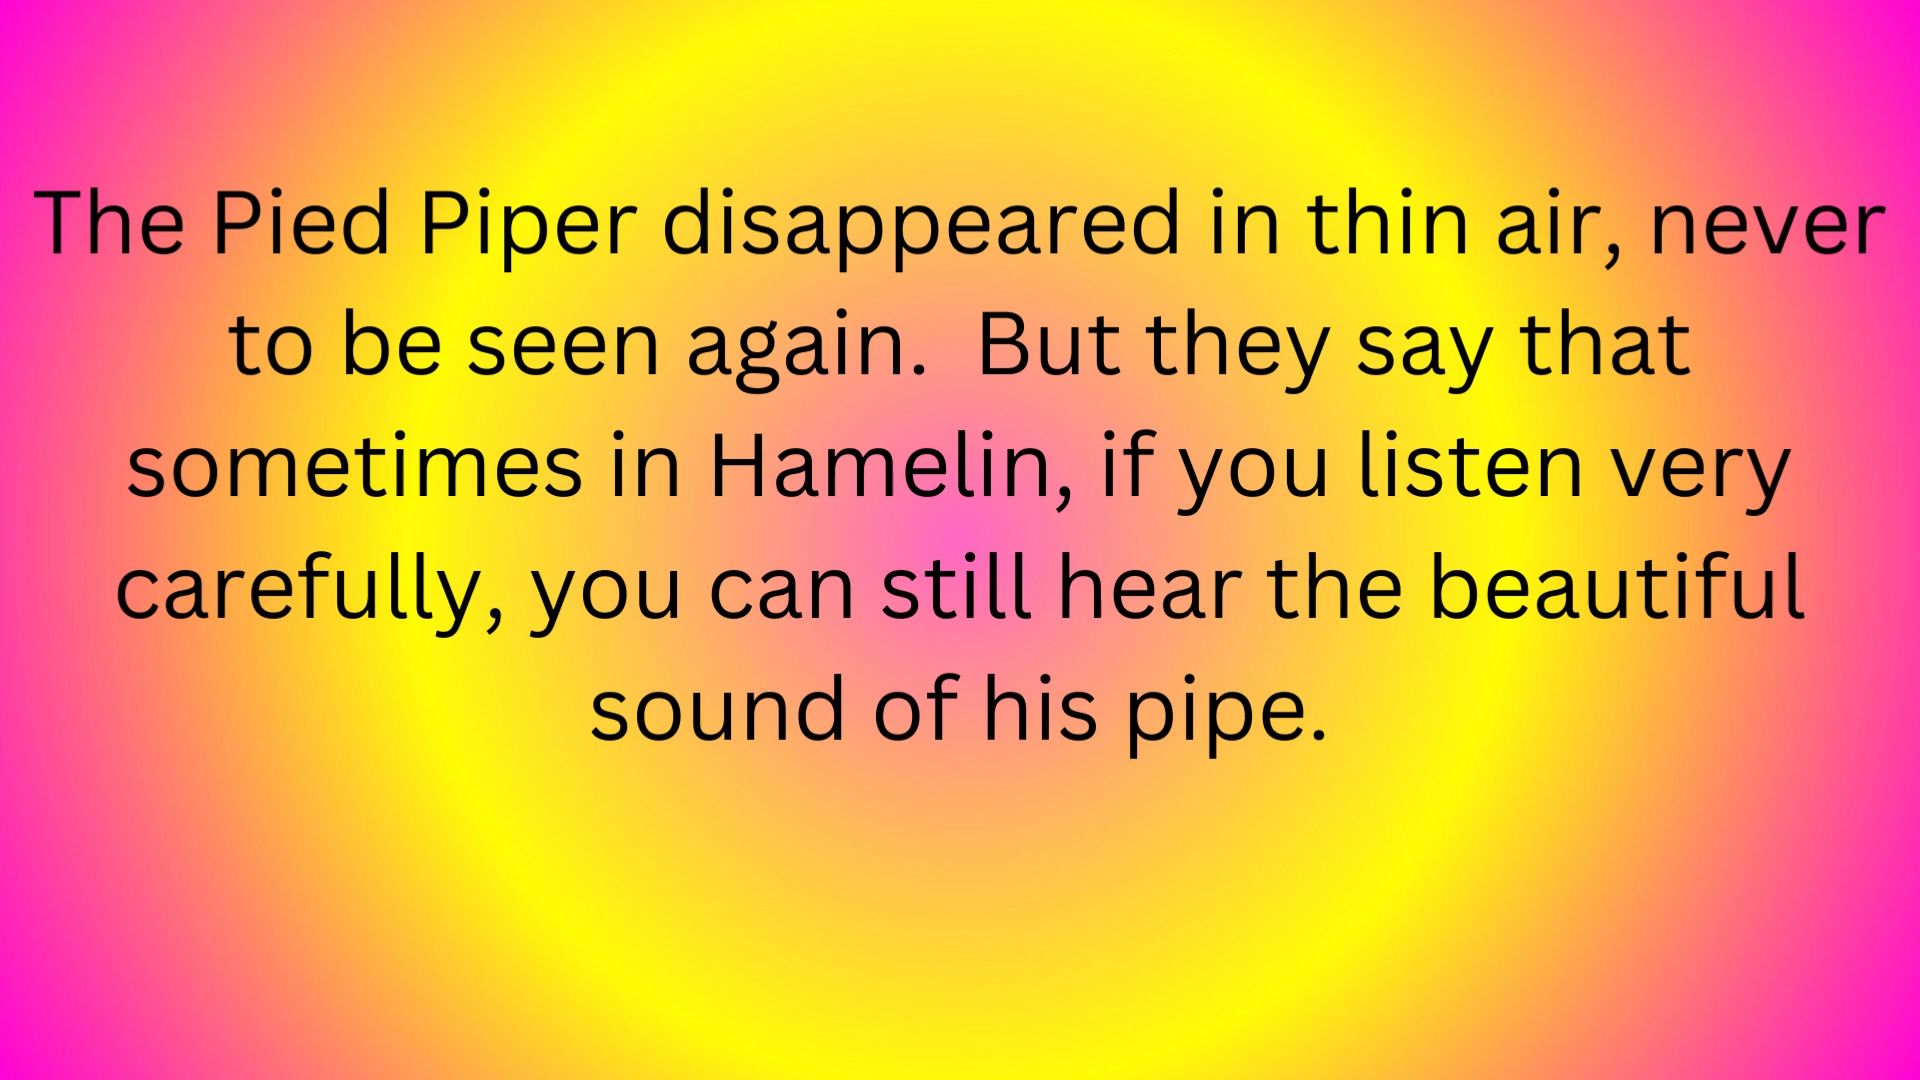 The Pied Piper disappeared in thin air, never
to be seen again.  But they say that
sometimes in Hamelin, if you listen very
carefully, you can still hear the beautiful
sound of his pipe.